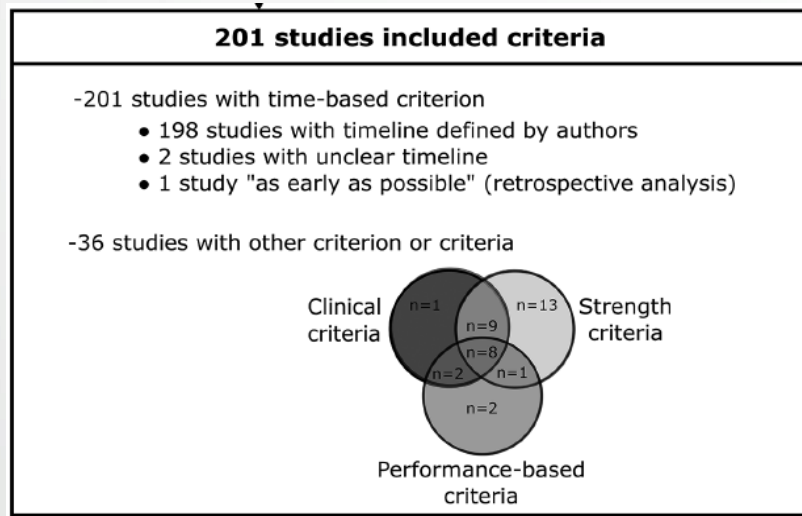 201 studies included criteria
-201 studies with time-based criterion
• 198 studies with timeline defined by authors
• 2 studies with unclear timeline
• 1 study "as early as possible" (retrospective analysis)
-36 studies with other criterion or criteria
Clinical
criteria
n=1
n=13
Strength
criteria
n=9
n=8
n=2
n=1
n=2
Performance-based
criteria